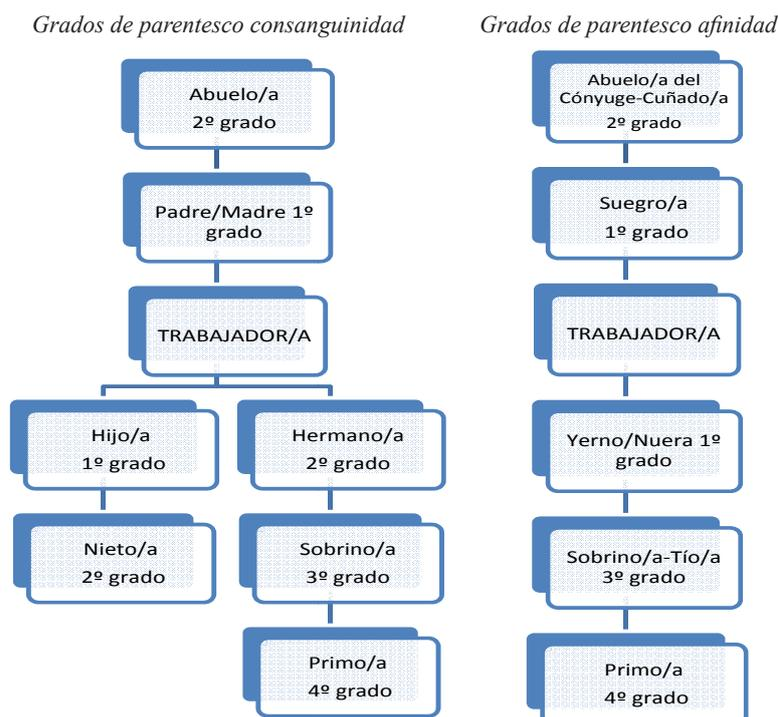 Grados de parentesco consanguinidad
Abuelo/a
2º grado
Padre/Madre 1º
grado
TRABAJADOR/A
Hijo/a
1º grado
Hermano/a
2º grado
Nieto/a
2º grado
Sobrino/a
3º grado
Primo/a
4º grado
Grados de parentesco afinidad
Abuelo/a del
Cónyuge-Cuñado/a
2º grado
Suegro/a
1º grado
TRABAJADOR/A
Yerno/Nuera 1º
grado
Sobrino/a-Tío/a
3º grado
Primo/a
4º grado